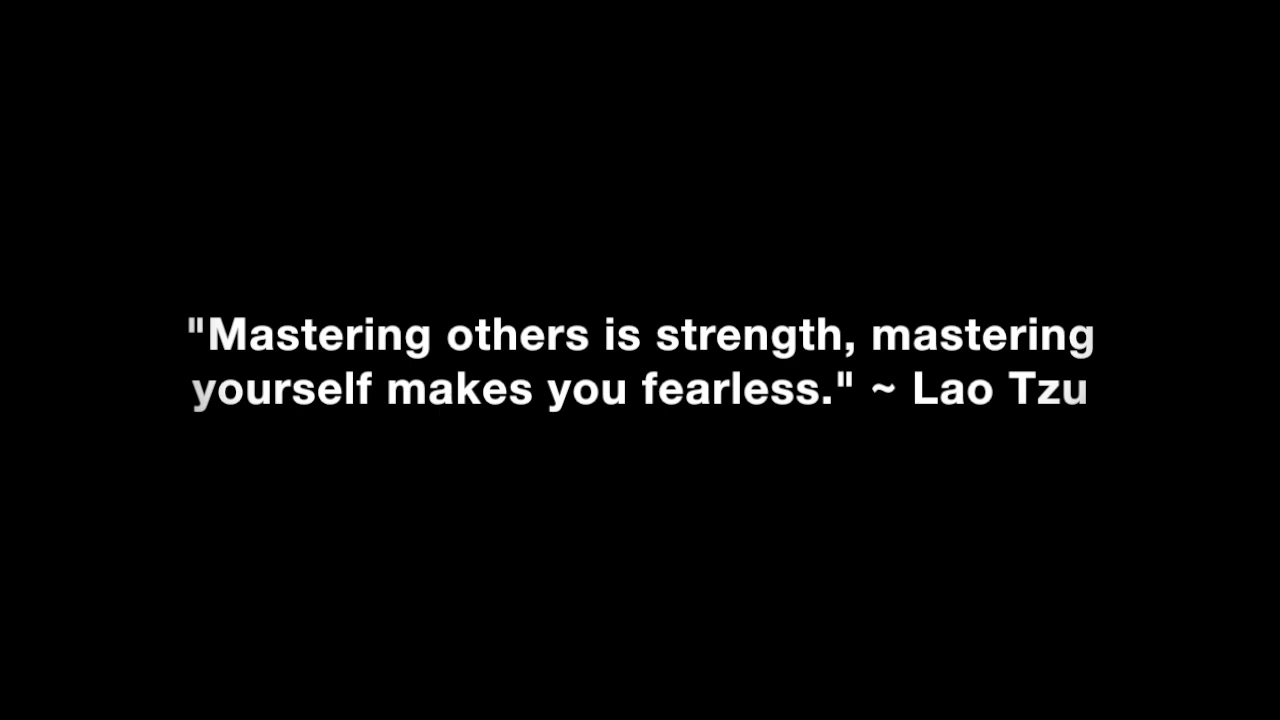 "Mastering others is strength, mastering
yourself makes you fearless." ~ Lao Tzu